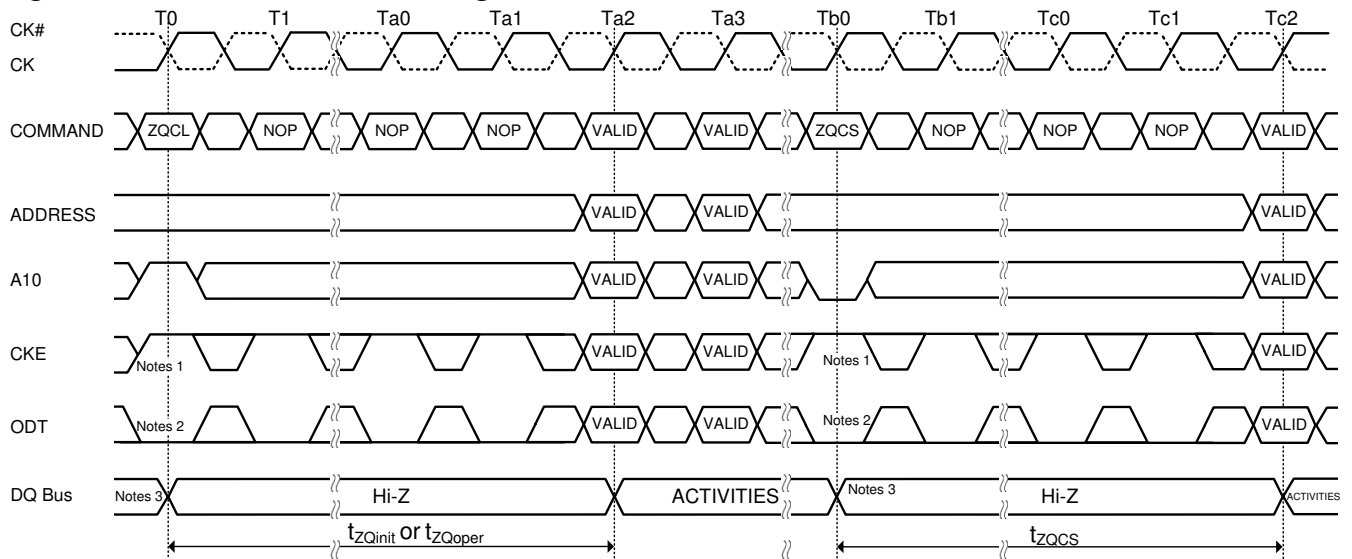 T0 T1 Ta0 Ta1 Ta2 Ta3 Tb0 Tb1 Tc0 Tc1 Tc2
CK#
CK
COMMAND ZQCL NOP NOP NOP VALID VALID ZQCS NOP NOP NOP VALID
ADDRESS VALID VALID VALID
A10 VALID VALID VALID
CKE Notes 1 VALID VALID Notes 1 VALID
ODT Notes 2 VALID VALID Notes 2 VALID
DQ Bus Notes 3 Hi-Z ACTIVITIES Notes 3 Hi-Z ACTIVITIES
tZQinit or tZQoper tZQCS